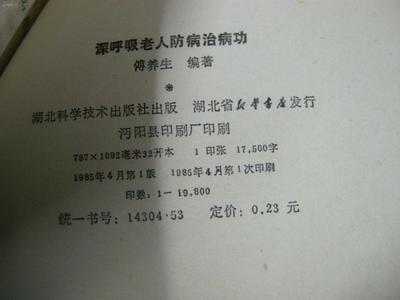 深呼吸老人防病治病功
傅养生 编著
*
湖北科学技术出版社出版 湖北省新华书店发行
沔阳县印刷厂印刷
787×1092毫米32开本 1印张 17,500字
1985年4月第1版 1985年4月第1次印刷
印数：1—19,800
统一书号：14304·53 定价：0.23元